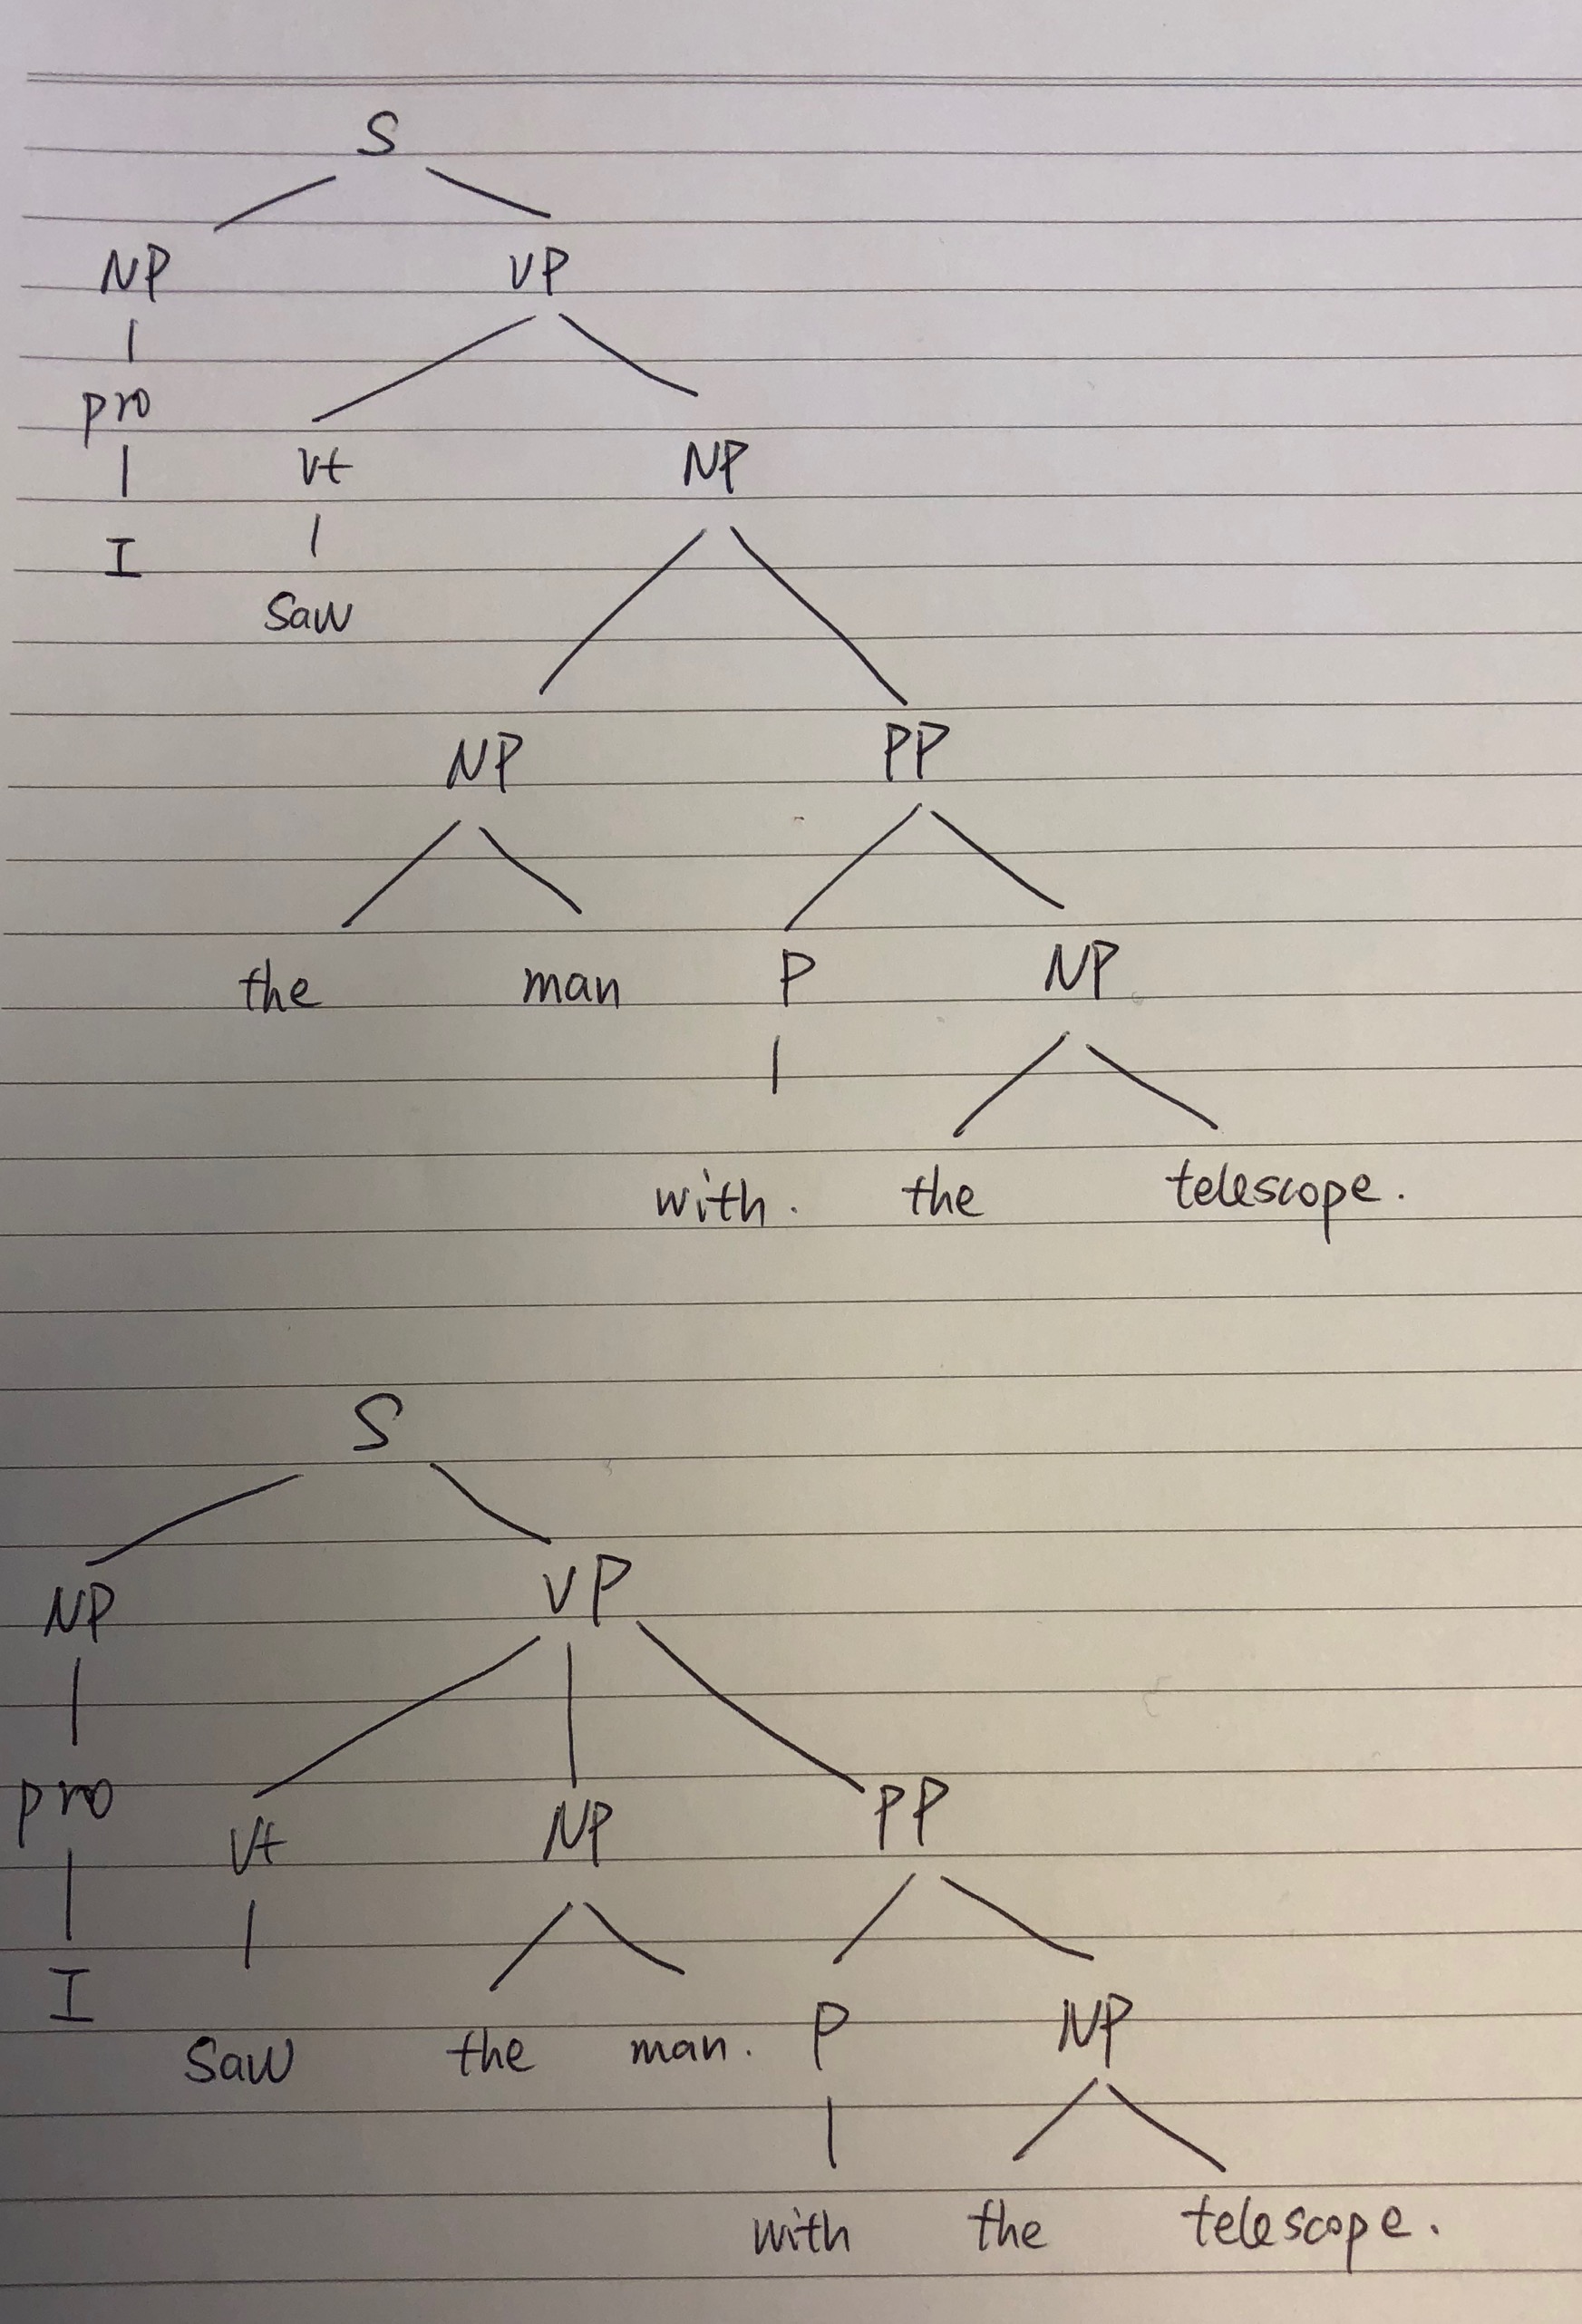 S
NP VP
pro
Vt NP
I
Saw
NP PP
the man P NP
with. the telescope.
S
NP VP
pro Vt NP PP
I
Saw the man. P NP
with the telescope.